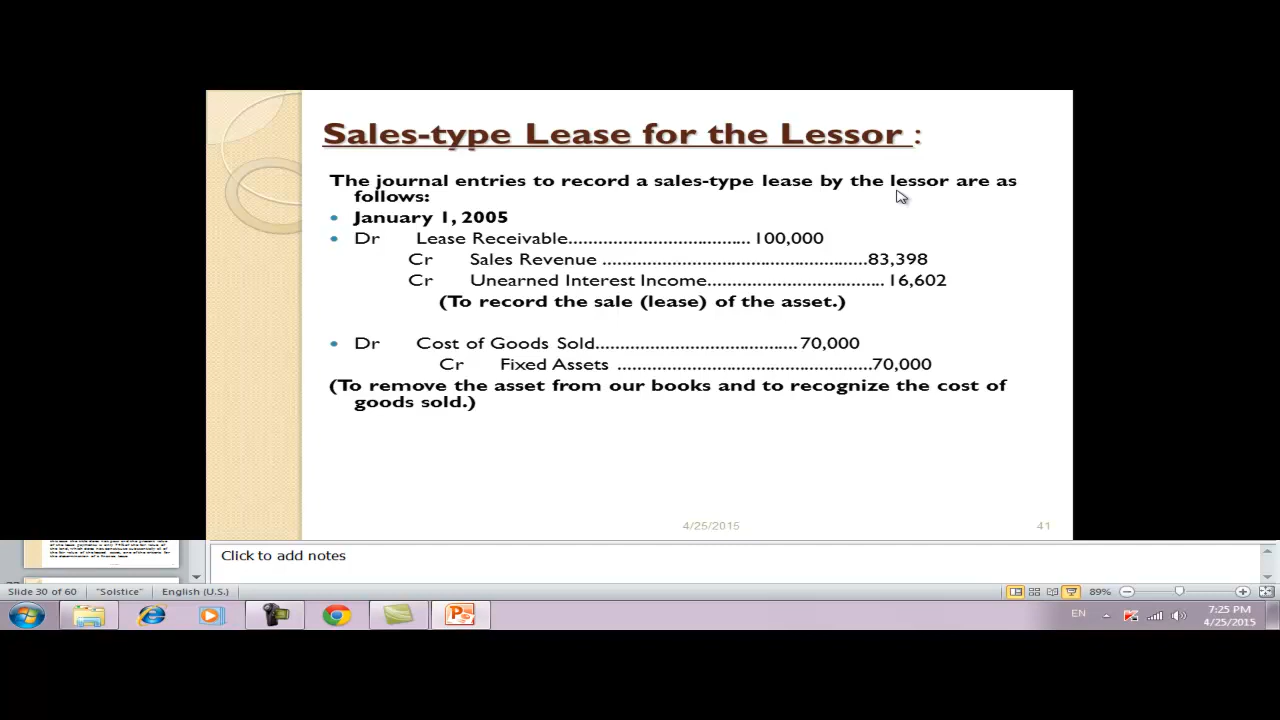 Sales-type Lease for the Lessor :
The journal entries to record a sales-type lease by the lessor are as
follows:
• January 1, 2005
• Dr Lease Receivable.................................... 100,000
Cr Sales Revenue .....................................................83,398
Cr Unearned Interest Income................................... 16,602
(To record the sale (lease) of the asset.)
• Dr Cost of Goods Sold........................................ 70,000
Cr Fixed Assets ...................................................70,000
(To remove the asset from our books and to recognize the cost of
goods sold.)
4/25/2015 41
Click to add notes
Slide 30 of 60 "Solstice" English (U.S.) 89%
EN 7:25 PM
4/25/2015